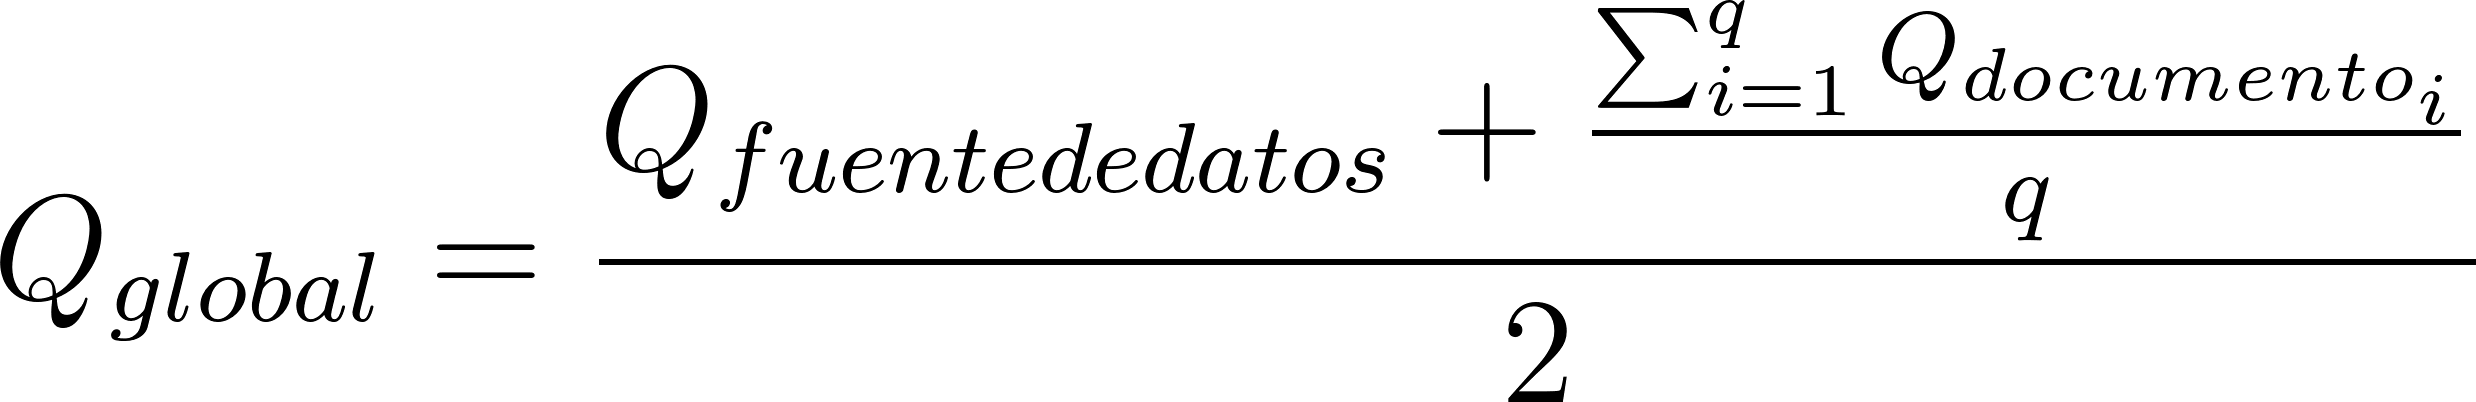 Q_{global} = \frac{Q_{fuentededatos} + \frac{\sum_{i=1}^{q} Q_{documento_i}}{q}}{2}